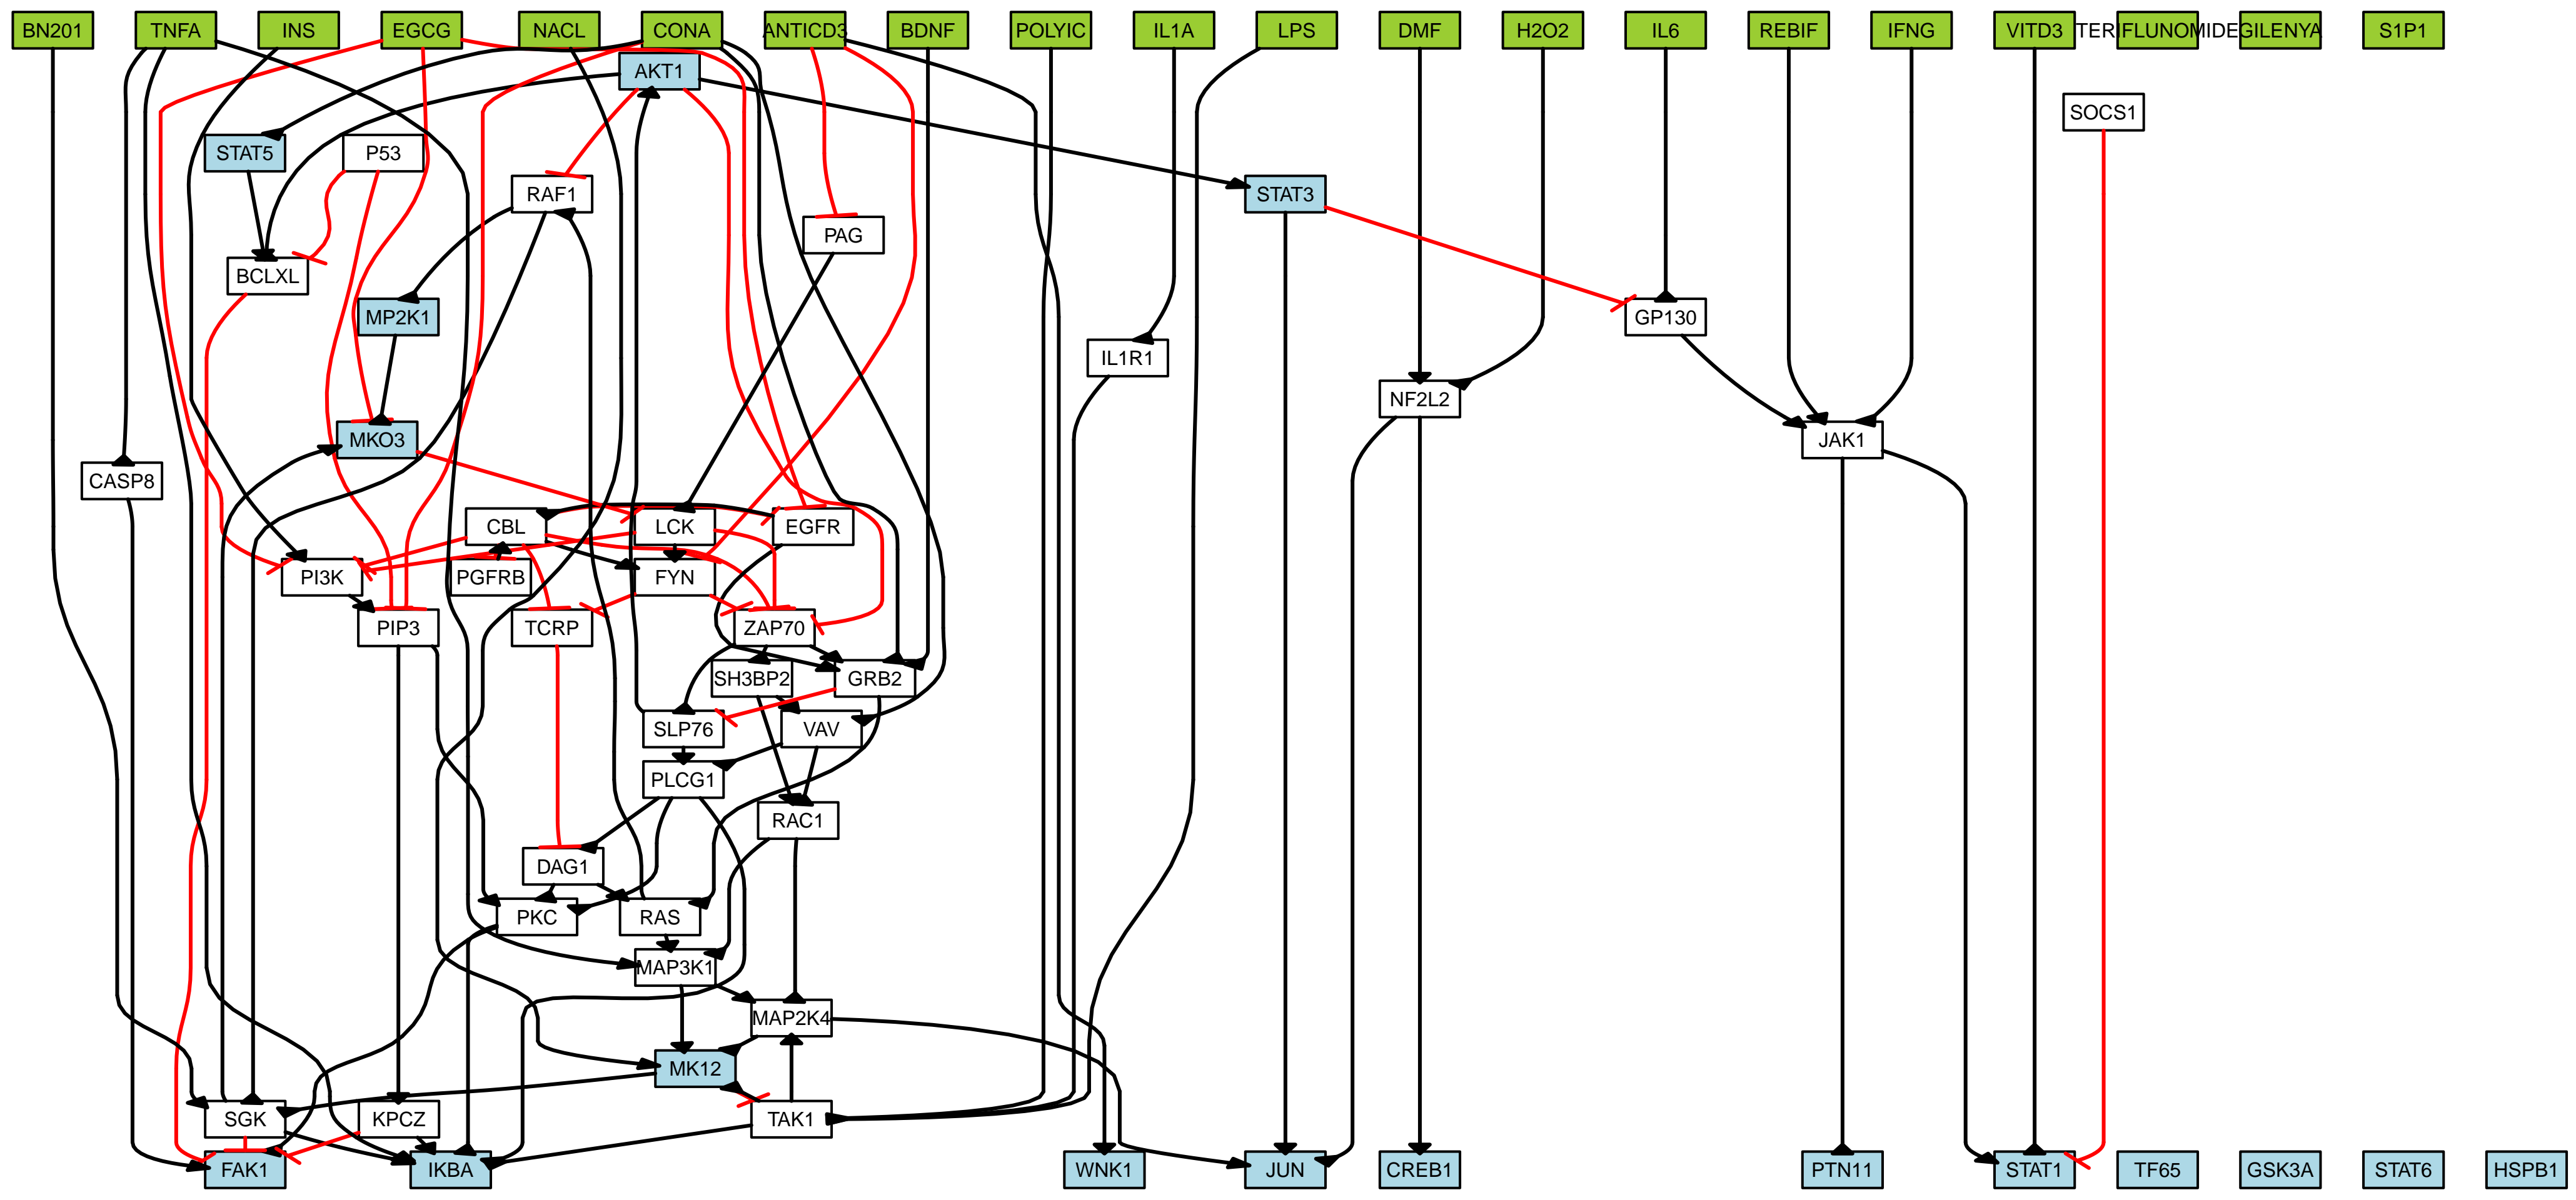 BN201 TNFA INS EGCG NACL CONA ANTICD3 BDNF POLYIC IL1A LPS DMF H2O2 IL6 REBIF IFNG VITD3 TERIFLUNOMIDE GILENYA S1P1
AKT1
SOCS1
STAT5 P53
RAF1 STAT3
PAG
BCLXL
MP2K1 GP130
IL1R1
NF2L2
MKO3 JAK1
CASP8
CBL LCK EGFR
PI3K PGFRB FYN
PIP3 TCRP ZAP70
SH3BP2 GRB2
SLP76 VAV
PLCG1
RAC1
DAG1
PKC RAS
MAP3K1
MAP2K4
MK12
SGK KPCZ TAK1
FAK1 IKBA WNK1 JUN CREB1 PTN11 STAT1 TF65 GSK3A STAT6 HSPB1